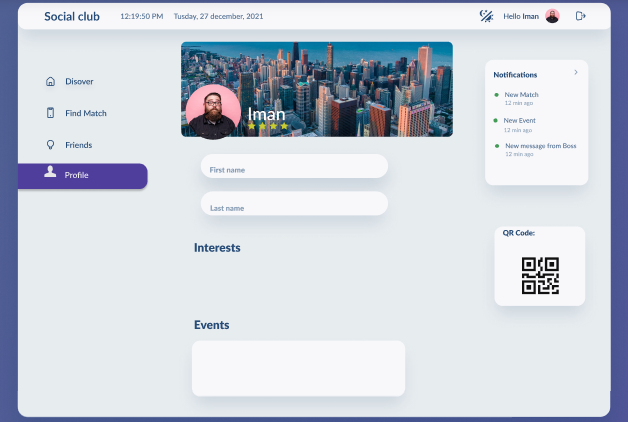 Social club
12:19:50 PM
Tusday, 27 december, 2021
Hello Iman
Disover
Find Match
Friends
Profile
Iman
First name
Last name
Interests
Events
Notifications
New Match
12 min ago
New Event
12 min ago
New message from Boss
12 min ago
QR Code: